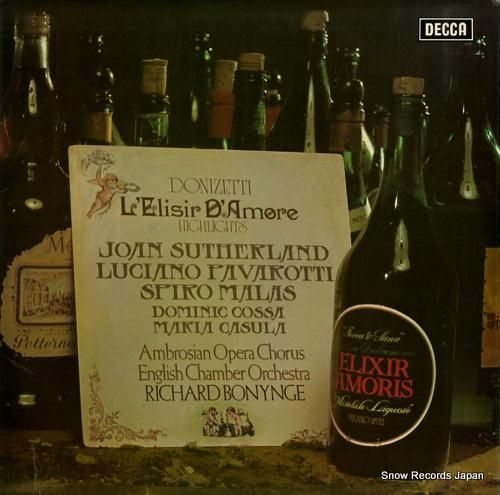 DECCA
DONIZETTI
L'Elisir D'Amore
HIGHLIGHTS
JOAN SUTHERLAND
LUCIANO PAVAROTTI
SPIRO MALAS
DOMINIC COSSA
MARIA CASULA
Ambrosian Opera Chorus
English Chamber Orchestra
RICHARD BONYNGE
ELIXIR
AMORIS
Snow Records Japan